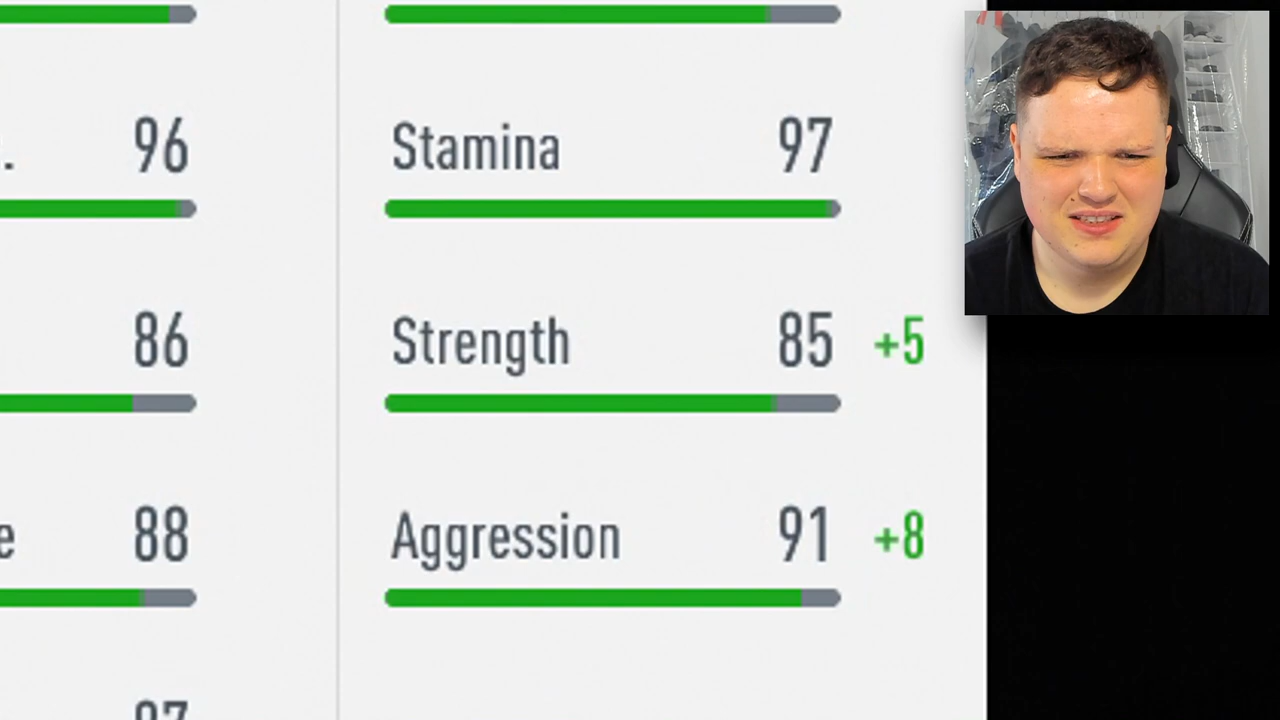 . 96 Stamina 97
86 Strength 85 +5
e 88 Aggression 91 +8